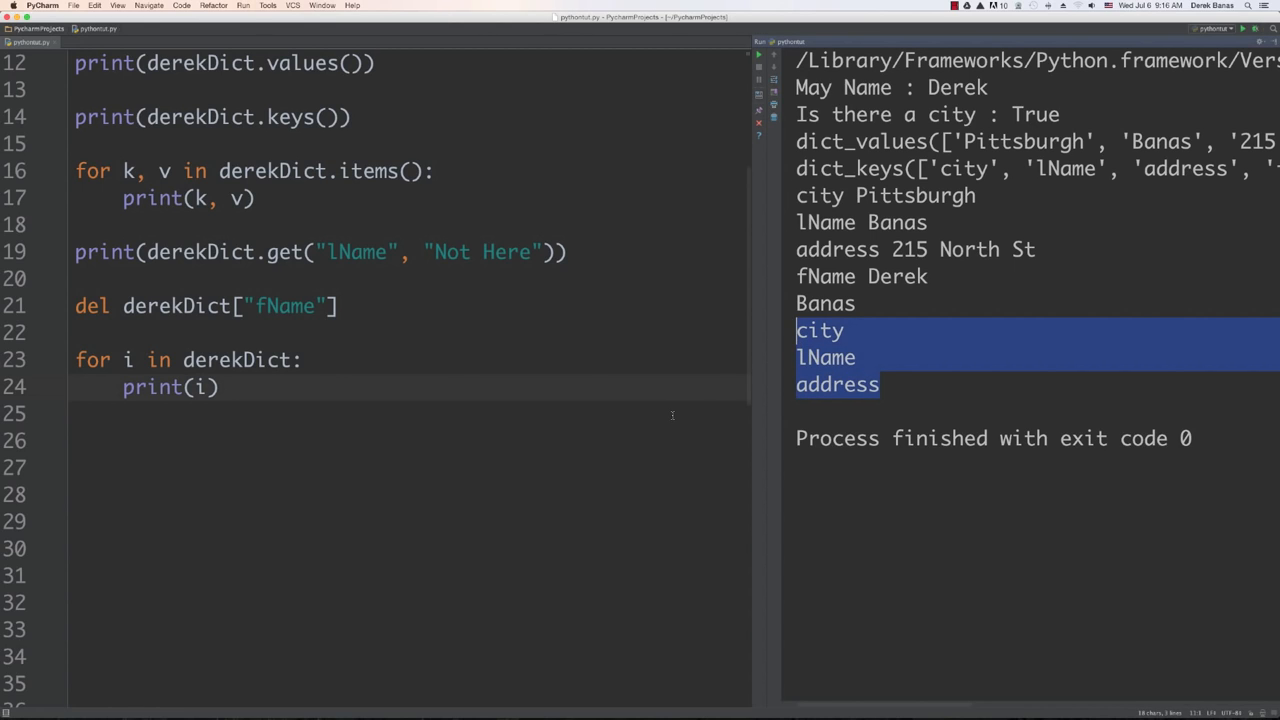 PyCharm File Edit View Navigate Code Refactor Run Tools VCS Window Help 10 Wed Jul 6 9:16 AM Derek Banas
pythontut.py - PycharmProjects - [~/PycharmProjects]
PycharmProjects pythontut.py pythontut
pythontut.py
Run pythontut
12 print(derekDict.values())
13
14 print(derekDict.keys())
15
16 for k, v in derekDict.items():
17 print(k, v)
18
19 print(derekDict.get("lName", "Not Here"))
20
21 del derekDict["fName"]
22
23 for i in derekDict:
24 print(i)
25
26
27
28
29
30
31
32
33
34
35
/Library/Frameworks/Python.framework/Vers
May Name : Derek
Is there a city : True
dict_values(['Pittsburgh', 'Banas', '215
dict_keys(['city', 'lName', 'address', '
city Pittsburgh
lName Banas
address 215 North St
fName Derek
Banas
city
lName
address
Process finished with exit code 0
18 chars, 3 lines 11:1 LF÷ UTF-8÷